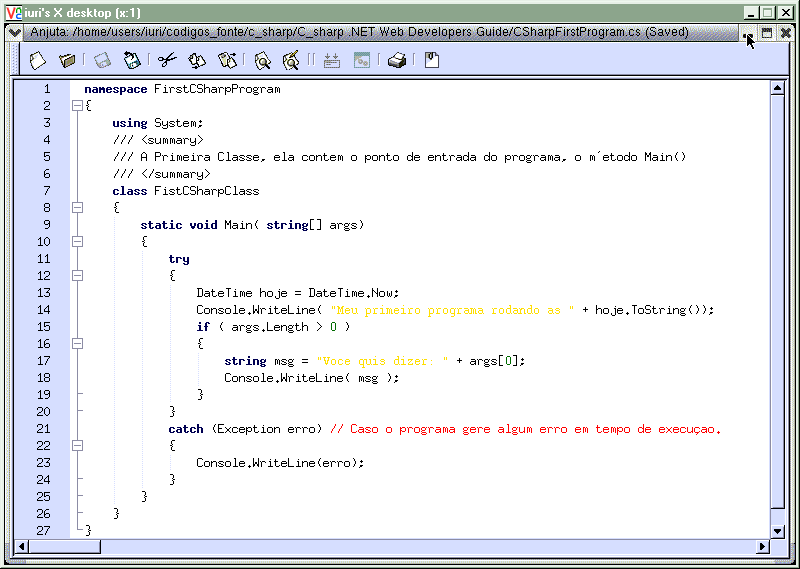 iuri's X desktop (x:1)
Anjuta: /home/users/iuri/codigos_fonte/c_sharp/C_sharp .NET Web Developers Guide/CSharpFirstProgram.cs (Saved)
1 namespace FirstCSharpProgram
2 {
3 using System;
4 /// <summary>
5 /// A Primeira Classe, ela contem o ponto de entrada do programa, o m´etodo Main()
6 /// </summary>
7 class FistCSharpClass
8 {
9 static void Main( string[] args)
10 {
11 try
12 {
13 DateTime hoje = DateTime.Now;
14 Console.WriteLine( "Meu primeiro programa rodando as " + hoje.ToString());
15 if ( args.Length > 0 )
16 {
17 string msg = "Voce quis dizer: " + args[0];
18 Console.WriteLine( msg );
19 }
20 }
21 catch (Exception erro) // Caso o programa gere algum erro em tempo de execuçao.
22 {
23 Console.WriteLine(erro);
24 }
25 }
26 }
27 }